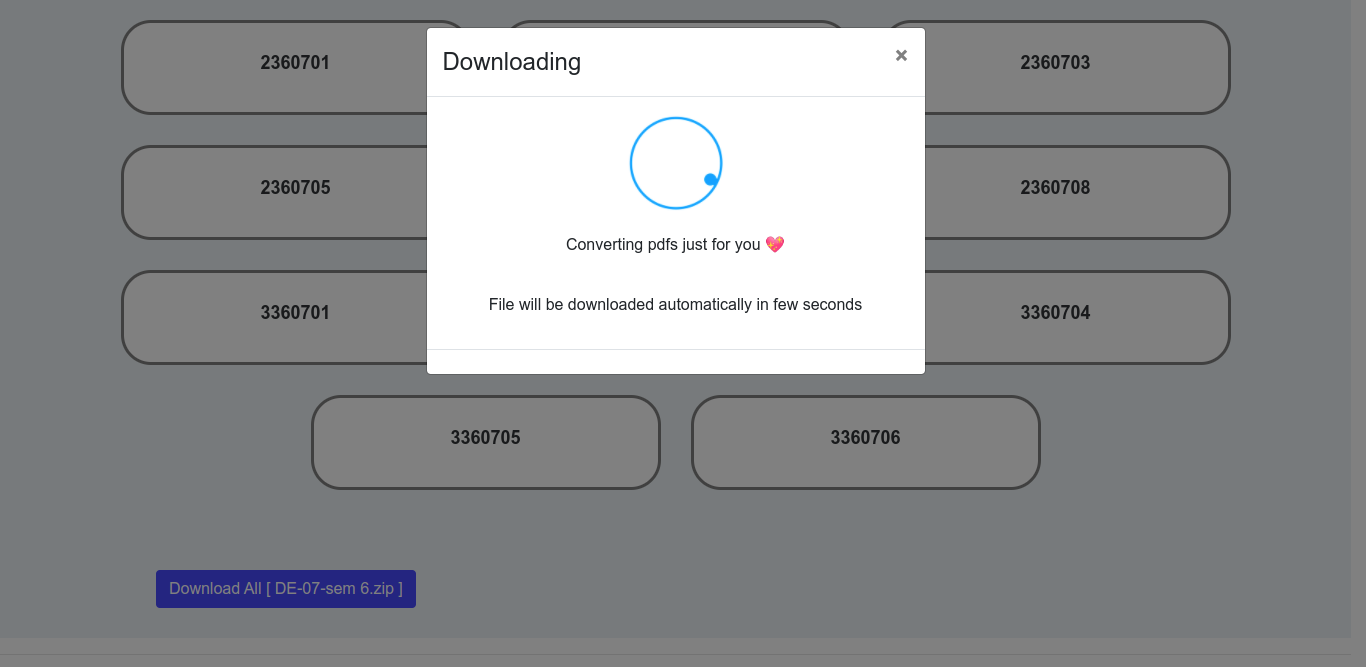 Downloading ×
Converting pdfs just for you 💖
File will be downloaded automatically in few seconds
2360701 2360703
2360705 2360708
3360701 3360704
3360705 3360706
Download All [ DE-07-sem 6.zip ]